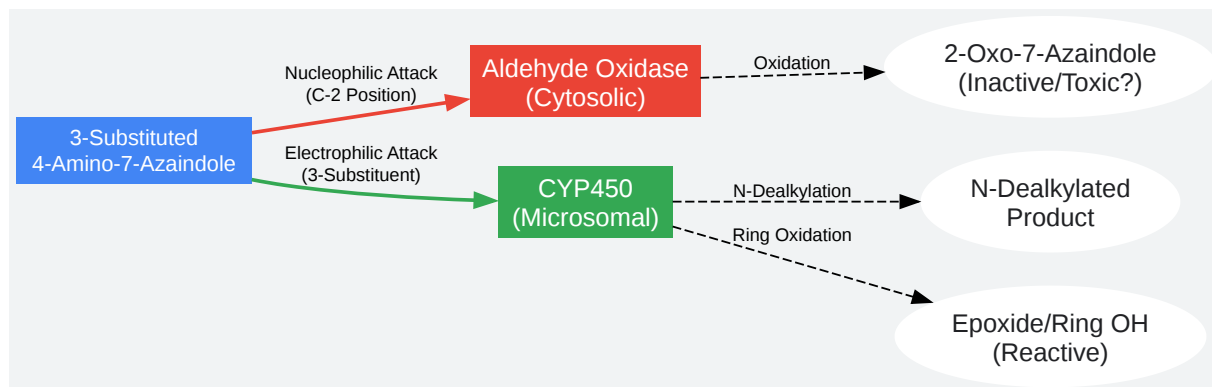 Nucleophilic Attack
(C-2 Position)
Aldehyde Oxidase
(Cytosolic)
Oxidation
2-Oxo-7-Azaindole
(Inactive/Toxic?)
3-Substituted
4-Amino-7-Azaindole
Electrophilic Attack
(3-Substituent)
CYP450
(Microsomal)
N-Dealkylation
N-Dealkylated
Product
Ring Oxidation
Epoxide/Ring OH
(Reactive)